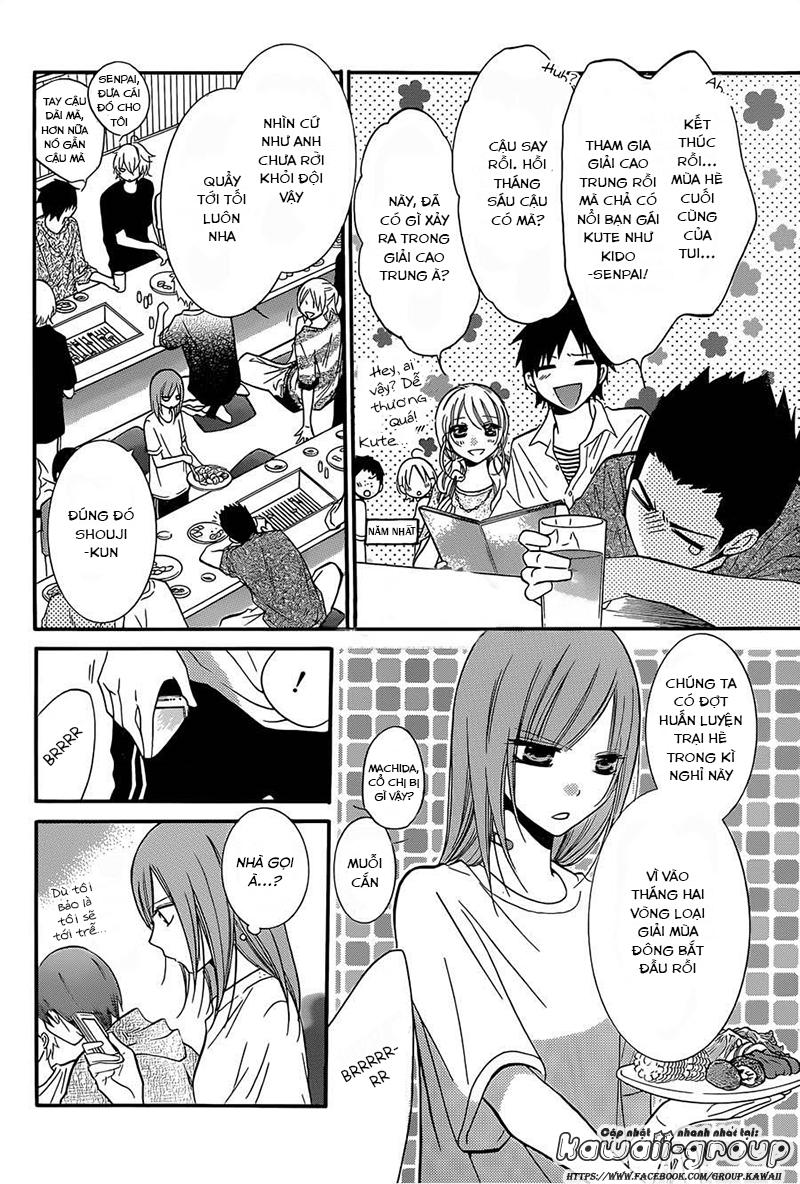 Ah,
KẾT
THÚC
RỒI...
MÙA HÈ
CUỐI
CÙNG
CỦA
TUI...
THAM GIA
GIẢI CAO
TRUNG RỒI
MÀ CHẢ CÓ
NỔI BẠN GÁI
KUTE NHƯ
KIDO
-SENPAI!
Huh?
CẬU SAY
RỒI. HỒI
THÁNG
SÁU CẬU
CÓ MÀ?
NÀY, ĐÃ
CÓ GÌ XẢY
RA TRONG
GIẢI CAO
TRUNG À?
Hey, ai
vậy? Dễ
thương
quá!
Kute...
NĂM NHẤT
NHÌN CỨ
NHƯ ANH
CHƯA RỜI
KHỎI ĐỘI
VẬY
QUẨY
TỚI TỐI
LUÔN
NHA
SENPAI,
ĐƯA CÁI
ĐÓ CHO
TÔI
TAY CẬU
DÀI MÀ,
HƠN NỮA
NÓ GẦN
CẬU MÀ
ĐÚNG ĐÓ
SHOUJI
-KUN
CHÚNG TA
CÓ ĐỢT
HUẤN LUYỆN
TRẠI HÈ
TRONG KÌ
NGHỈ NÀY
VÌ VÀO
THÁNG HAI
VÒNG LOẠI
GIẢI MÙA
ĐÔNG BẮT
ĐẦU RỒI
MACHIDA,
CỔ CHỊ BỊ
GÌ VẬY?
MUỖI
CẮN
BRRRRR-
RR
!
BRRRR
NHÀ GỌI
À...?
Dù tôi
bảo là
tôi sẽ
tới trễ...
Cập nhật nhanh nhất tại:
kawaii-group
HTTPS://WWW.FACEBOOK.COM/GROUP.KAWAII